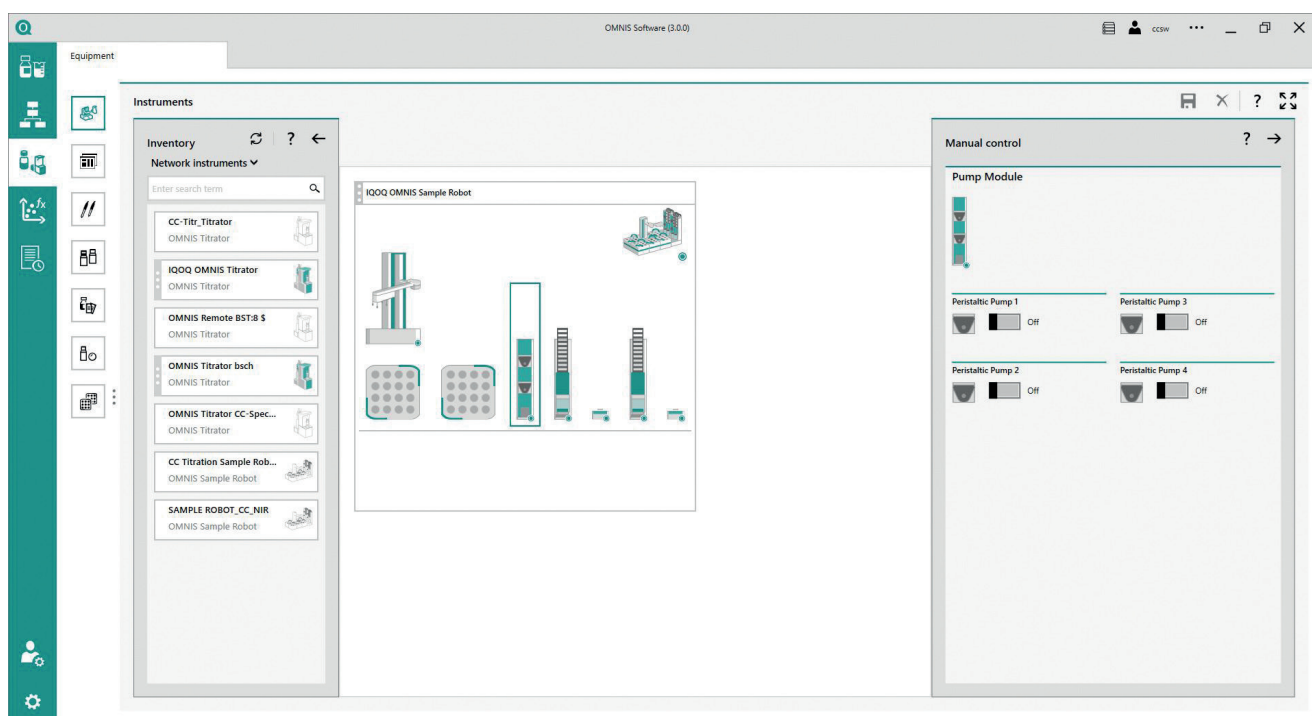 OMNIS Software (3.0.0)
ccsw
Equipment
Instruments
Inventory
Network instruments
Enter search term
CC-Titr_Titrator
OMNIS Titrator
IQOQ OMNIS Titrator
OMNIS Titrator
OMNIS Remote BST:8 $
OMNIS Titrator
OMNIS Titrator bsch
OMNIS Titrator
OMNIS Titrator CC-Spec...
OMNIS Titrator
CC Titration Sample Rob...
OMNIS Sample Robot
SAMPLE ROBOT_CC_NIR
OMNIS Sample Robot
IQOQ OMNIS Sample Robot
Manual control
Pump Module
Peristaltic Pump 1
Off
Peristaltic Pump 3
Off
Peristaltic Pump 2
Off
Peristaltic Pump 4
Off